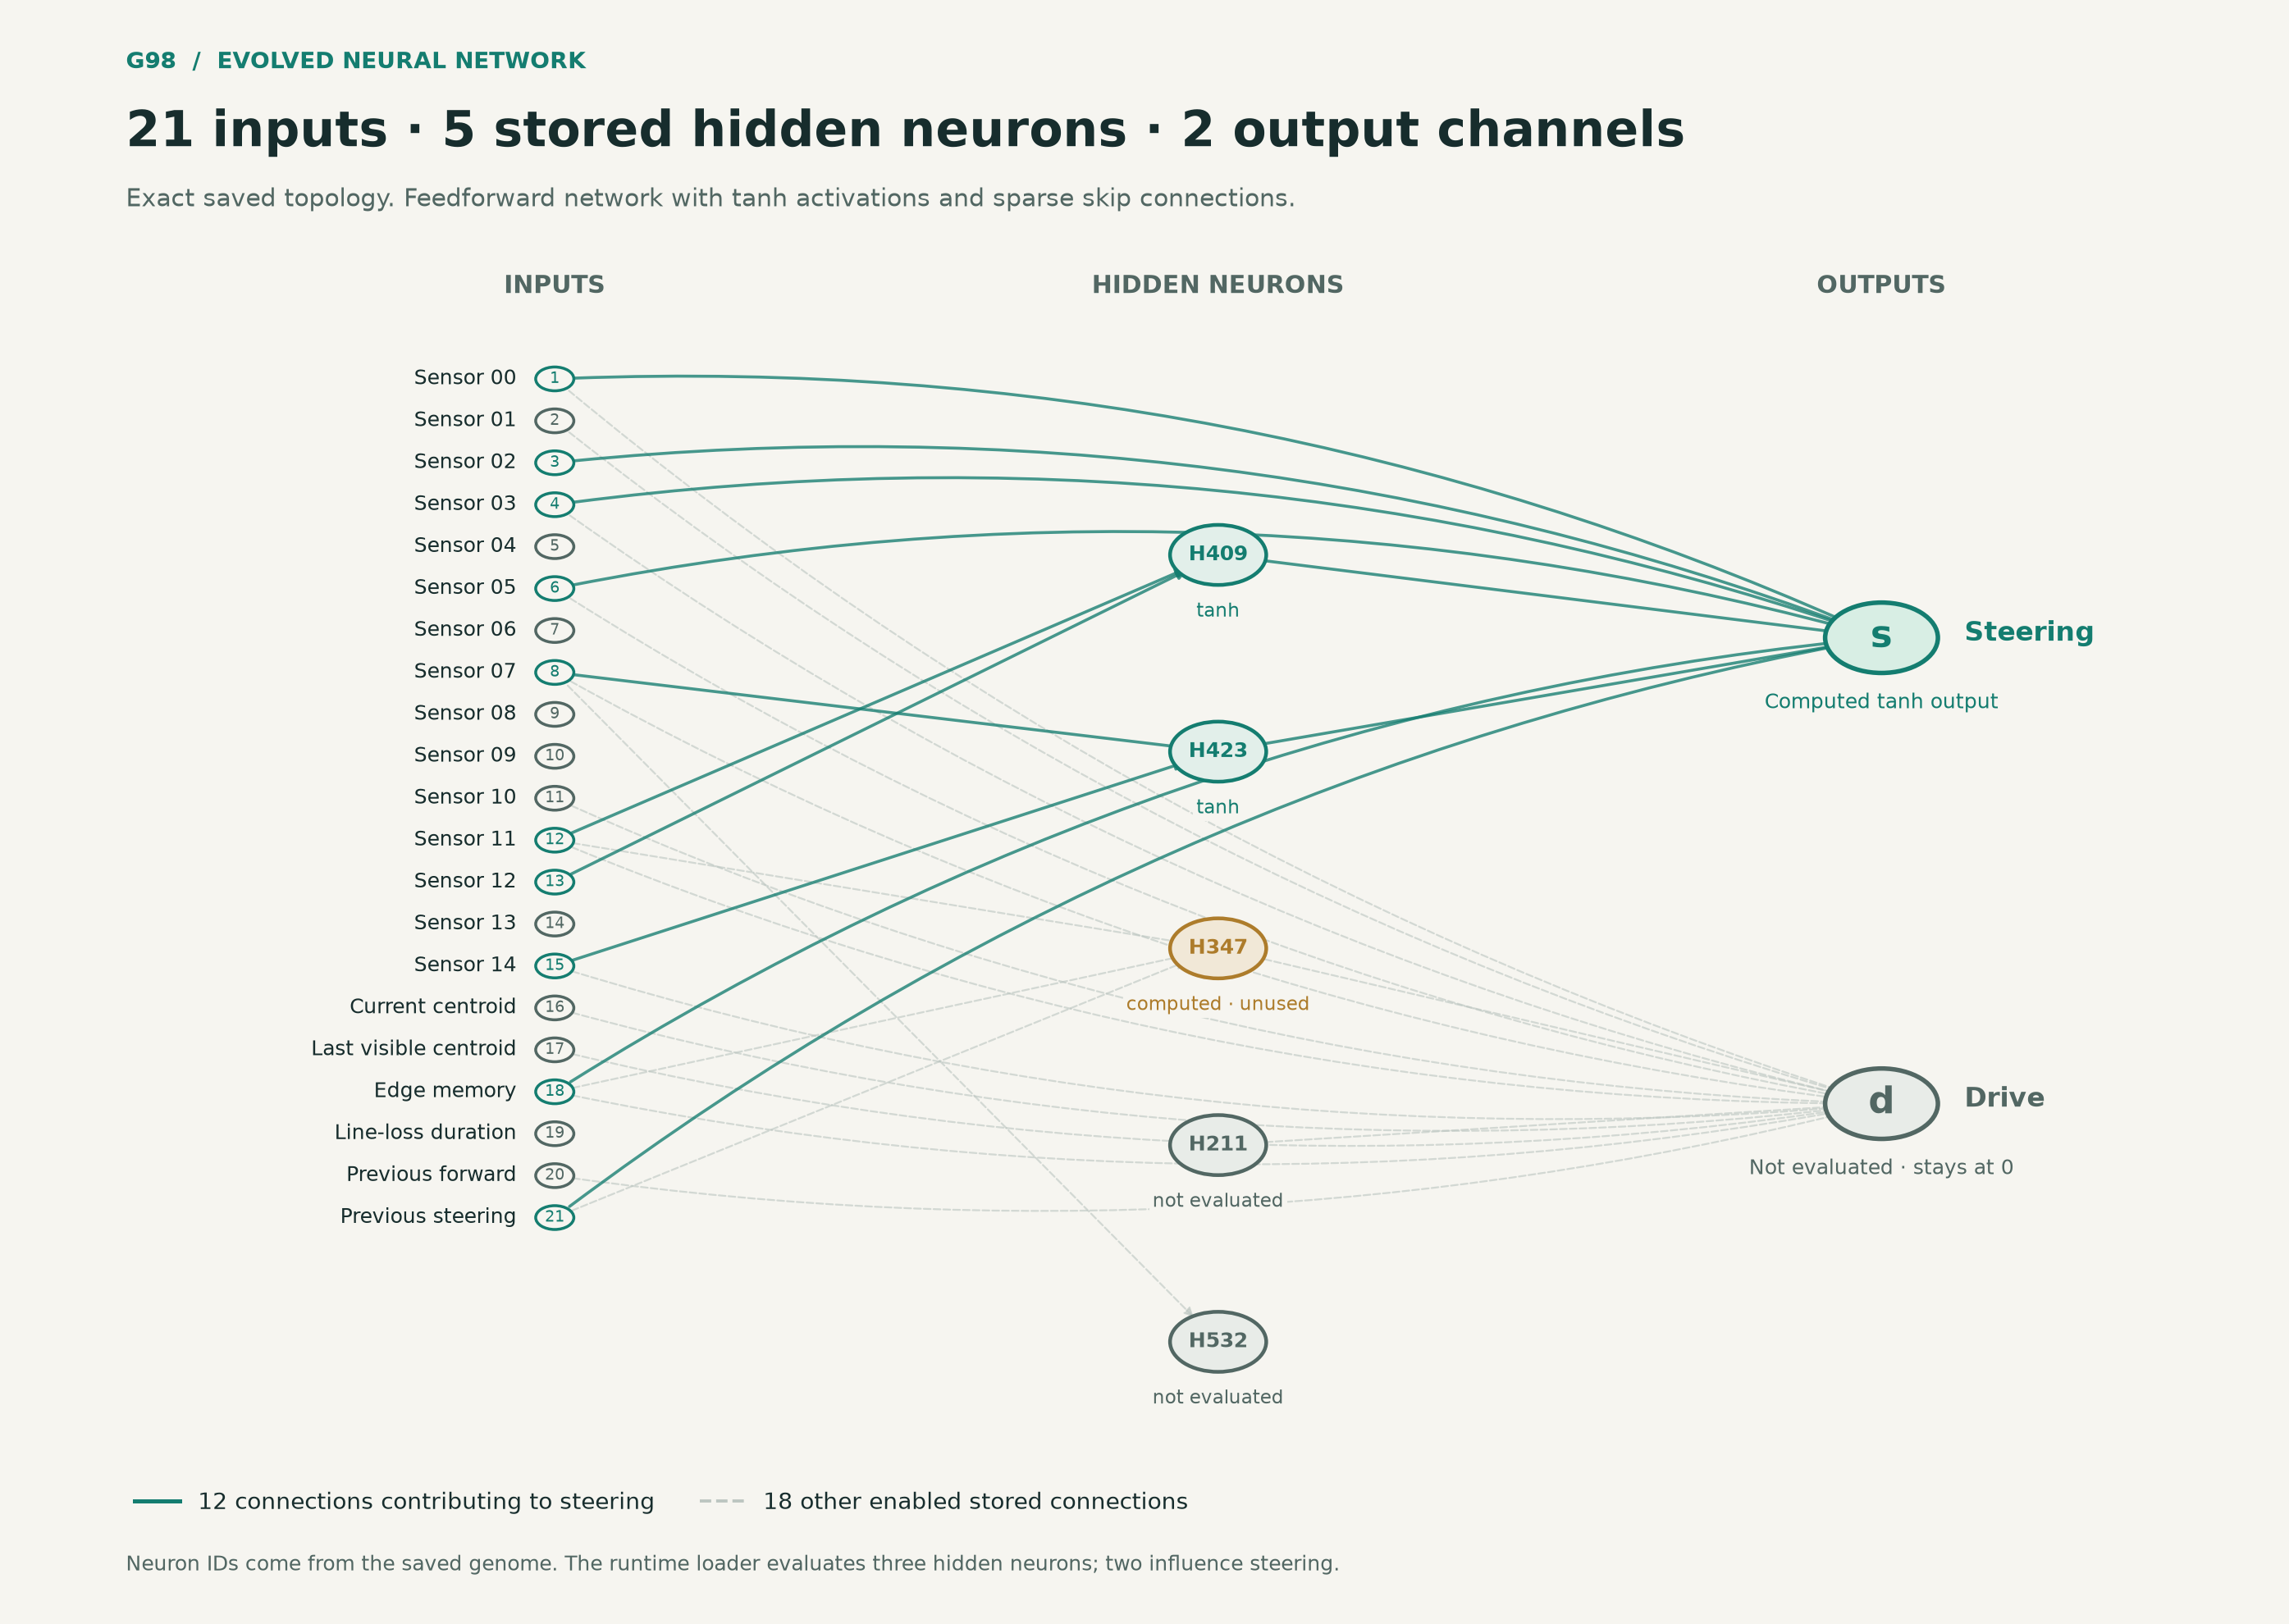 G98 / EVOLVED NEURAL NETWORK
21 inputs · 5 stored hidden neurons · 2 output channels
Exact saved topology. Feedforward network with tanh activations and sparse skip connections.
INPUTS
HIDDEN NEURONS
OUTPUTS
Sensor 00 1
Sensor 01 2
Sensor 02 3
Sensor 03 4
Sensor 04 5
Sensor 05 6
Sensor 06 7
Sensor 07 8
Sensor 08 9
Sensor 09 10
Sensor 10 11
Sensor 11 12
Sensor 12 13
Sensor 13 14
Sensor 14 15
Current centroid 16
Last visible centroid 17
Edge memory 18
Line-loss duration 19
Previous forward 20
Previous steering 21
H409
tanh
H423
tanh
H347
computed · unused
H211
not evaluated
H532
not evaluated
s Steering
Computed tanh output
d Drive
Not evaluated · stays at 0
12 connections contributing to steering
18 other enabled stored connections
Neuron IDs come from the saved genome. The runtime loader evaluates three hidden neurons; two influence steering.